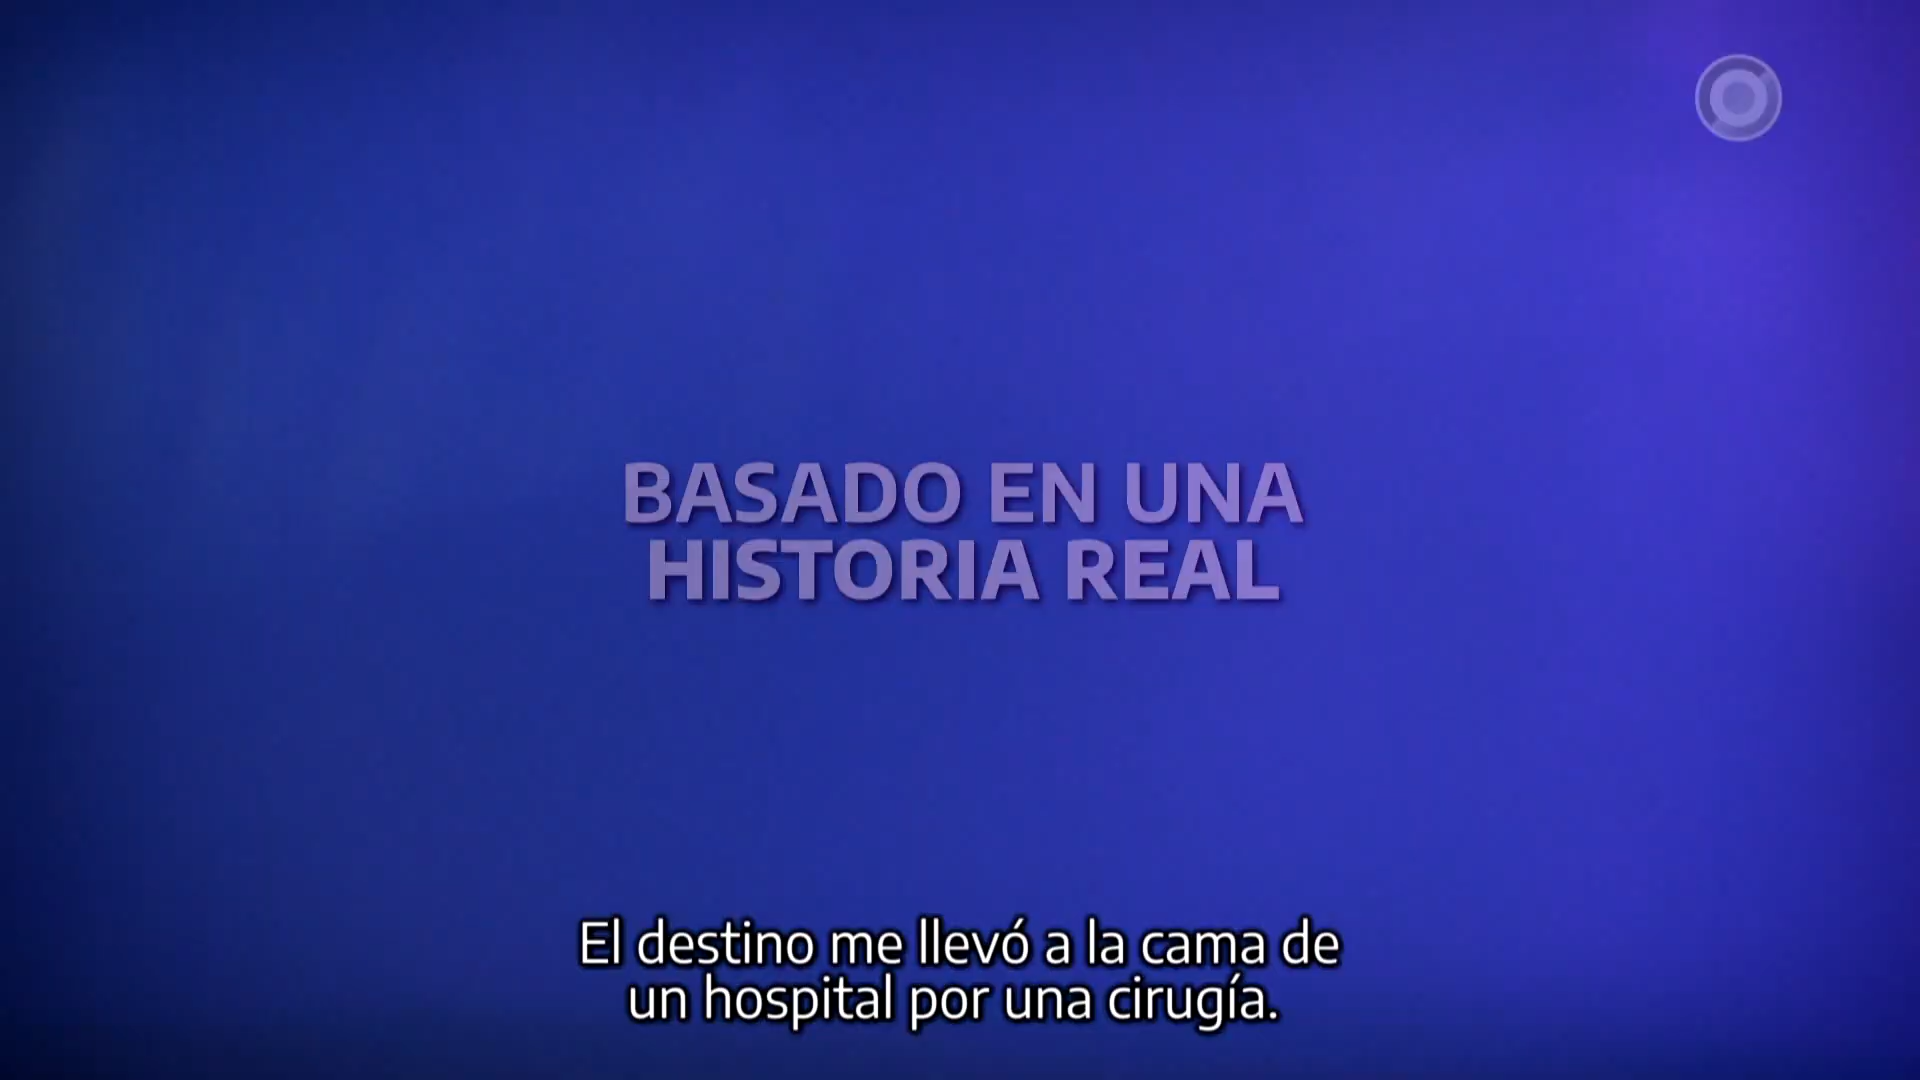 BASADO EN UNA
HISTORIA REAL
El destino me llevó a la cama de
un hospital por una cirugía.